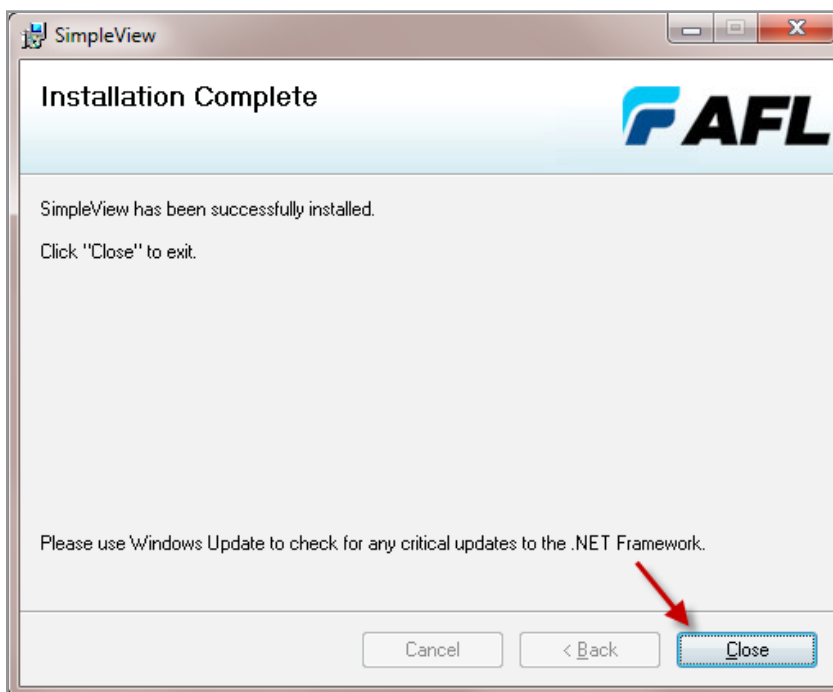 SimpleView
Installation Complete
AFL
SimpleView has been successfully installed.
Click "Close" to exit.
Please use Windows Update to check for any critical updates to the .NET Framework.
Cancel
< Back
Close